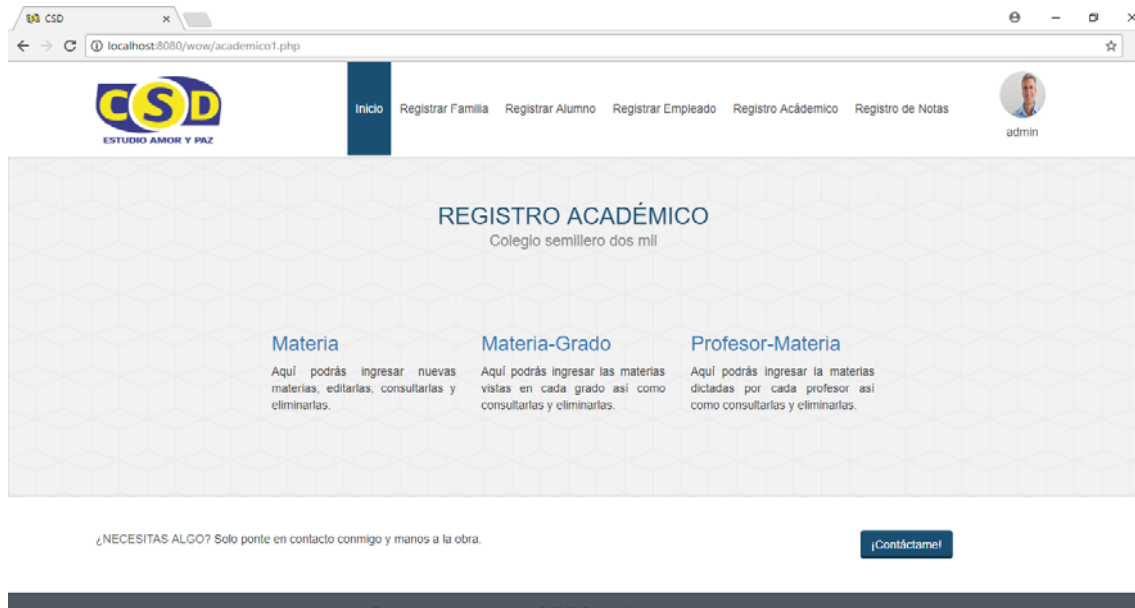 CSD
localhost:8080/wow/academico1.php
CSD
ESTUDIO AMOR Y PAZ
Inicio Registrar Familia Registrar Alumno Registrar Empleado Registro Acádemico Registro de Notas
admin
REGISTRO ACADÉMICO
Colegio semillero dos mil
Materia
Aquí podrás ingresar nuevas
materias, editarlas, consultarlas y
eliminarlas.
Materia-Grado
Aquí podrás ingresar las materias
vistas en cada grado así como
consultarlas y eliminarlas.
Profesor-Materia
Aquí podrás ingresar la materias
dictadas por cada profesor así
como consultarlas y eliminarlas.
¿NECESITAS ALGO? Solo ponte en contacto conmigo y manos a la obra.
¡Contáctame!